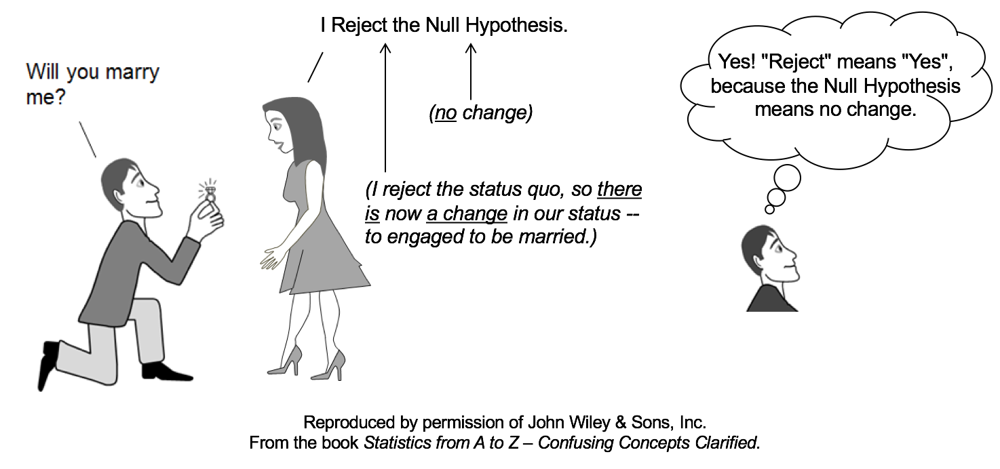 I Reject the Null Hypothesis.
Will you marry
me?
(no change)
(I reject the status quo, so there
is now a change in our status --
to engaged to be married.)
Yes! "Reject" means "Yes",
because the Null Hypothesis
means no change.
Reproduced by permission of John Wiley & Sons, Inc.
From the book Statistics from A to Z – Confusing Concepts Clarified.